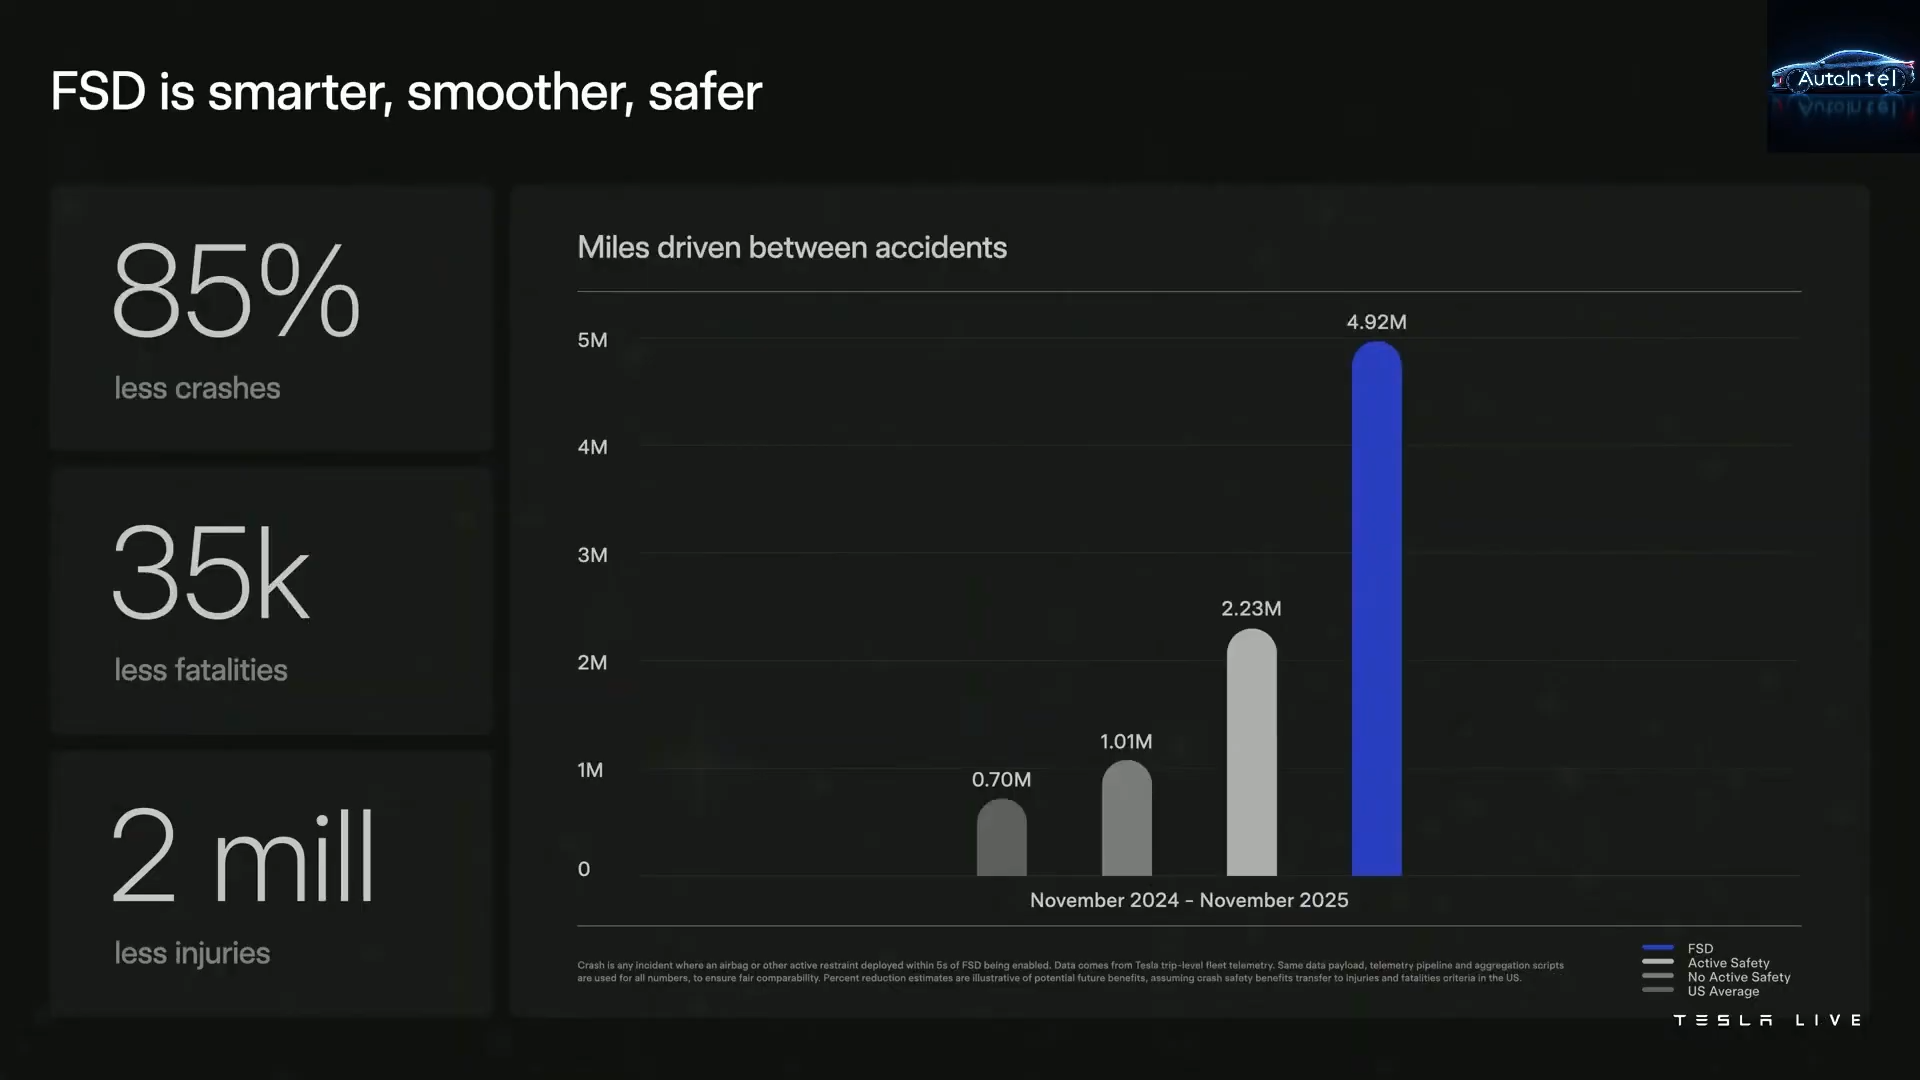 FSD is smarter, smoother, safer
AutoIntel
85%
less crashes
35k
less fatalities
2 mill
less injuries
Miles driven between accidents
5M
4M
3M
2M
1M
0
0.70M
1.01M
2.23M
4.92M
November 2024 - November 2025
Crash is any incident where an airbag or other active restraint deployed within 5s of FSD being enabled. Data comes from Tesla trip-level fleet telemetry. Same data payload, telemetry pipeline and aggregation scripts
are used for all numbers, to ensure fair comparability. Percent reduction estimates are illustrative of potential future benefits, assuming crash safety benefits transfer to injuries and fatalities criteria in the US.
FSD
Active Safety
No Active Safety
US Average
TESLA LIVE